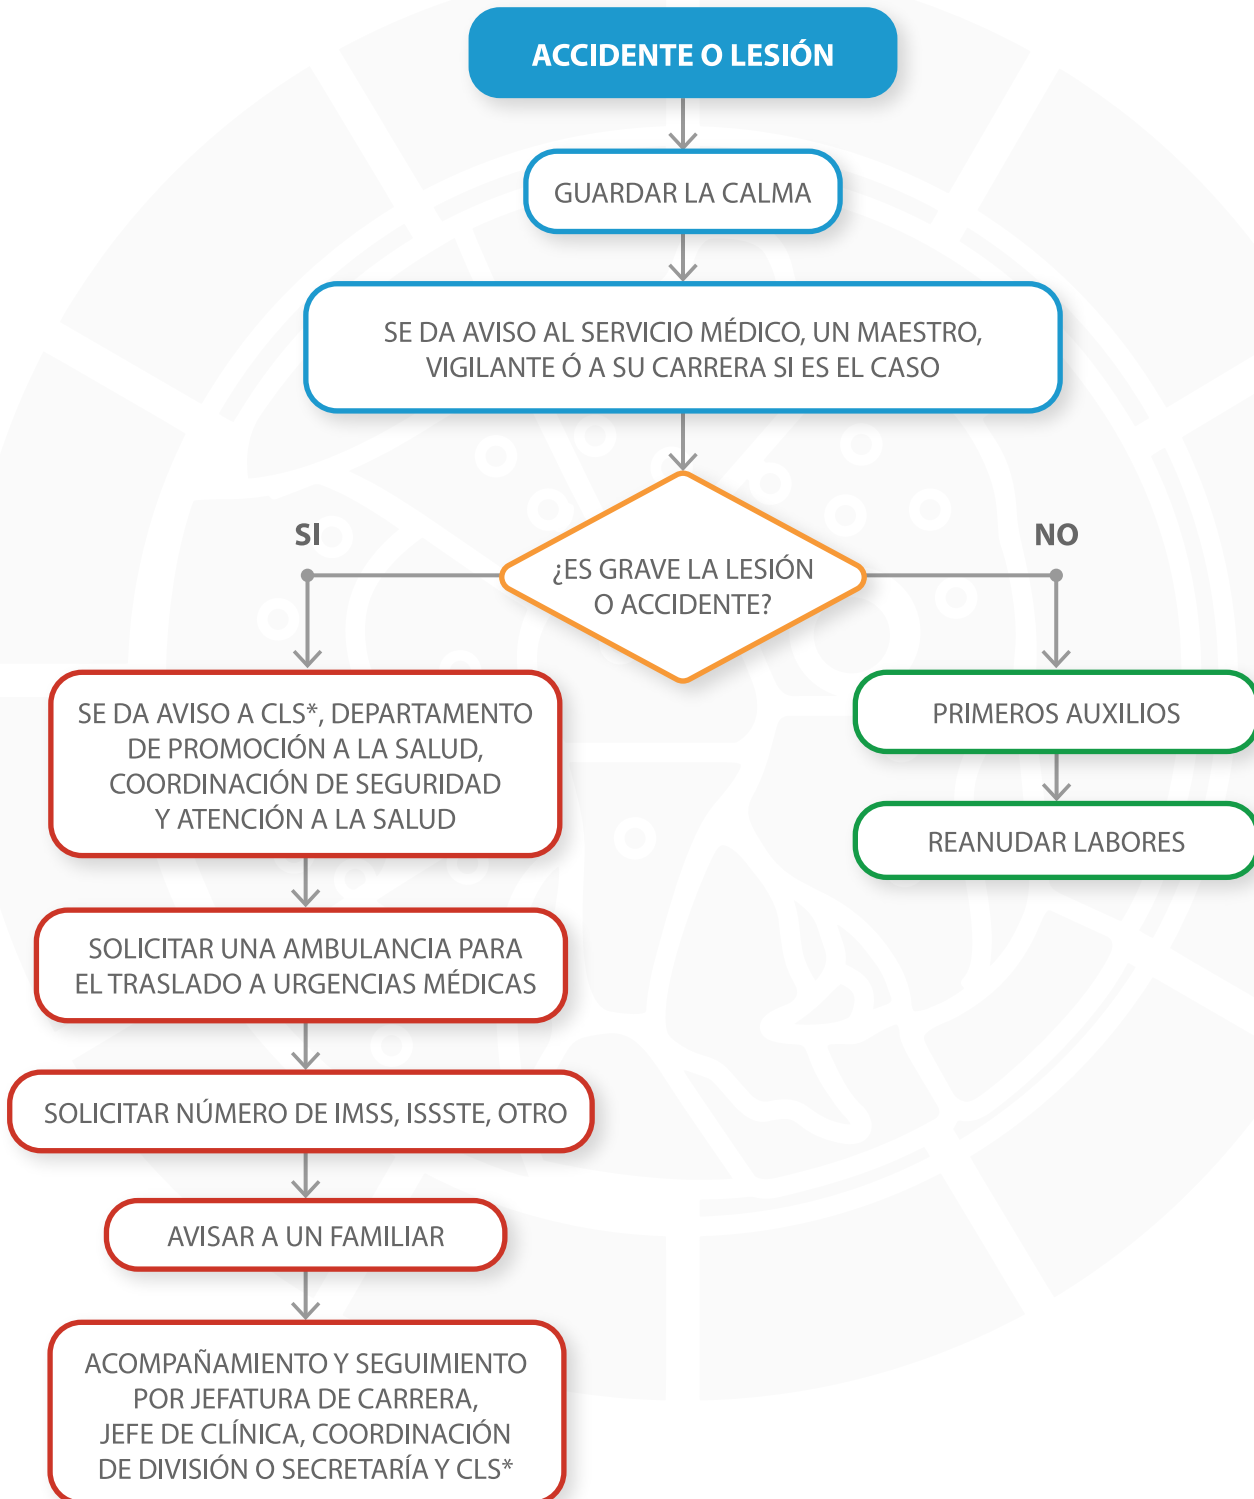 ACCIDENTE O LESIÓN
GUARDAR LA CALMA
SE DA AVISO AL SERVICIO MÉDICO, UN MAESTRO,
VIGILANTE Ó A SU CARRERA SI ES EL CASO
¿ES GRAVE LA LESIÓN
O ACCIDENTE?
SI
SE DA AVISO A CLS*, DEPARTAMENTO
DE PROMOCIÓN A LA SALUD,
COORDINACIÓN DE SEGURIDAD
Y ATENCIÓN A LA SALUD
SOLICITAR UNA AMBULANCIA PARA
EL TRASLADO A URGENCIAS MÉDICAS
SOLICITAR NÚMERO DE IMSS, ISSSTE, OTRO
AVISAR A UN FAMILIAR
ACOMPAÑAMIENTO Y SEGUIMIENTO
POR JEFATURA DE CARRERA,
JEFE DE CLÍNICA, COORDINACIÓN
DE DIVISIÓN O SECRETARÍA Y CLS*
NO
PRIMEROS AUXILIOS
REANUDAR LABORES